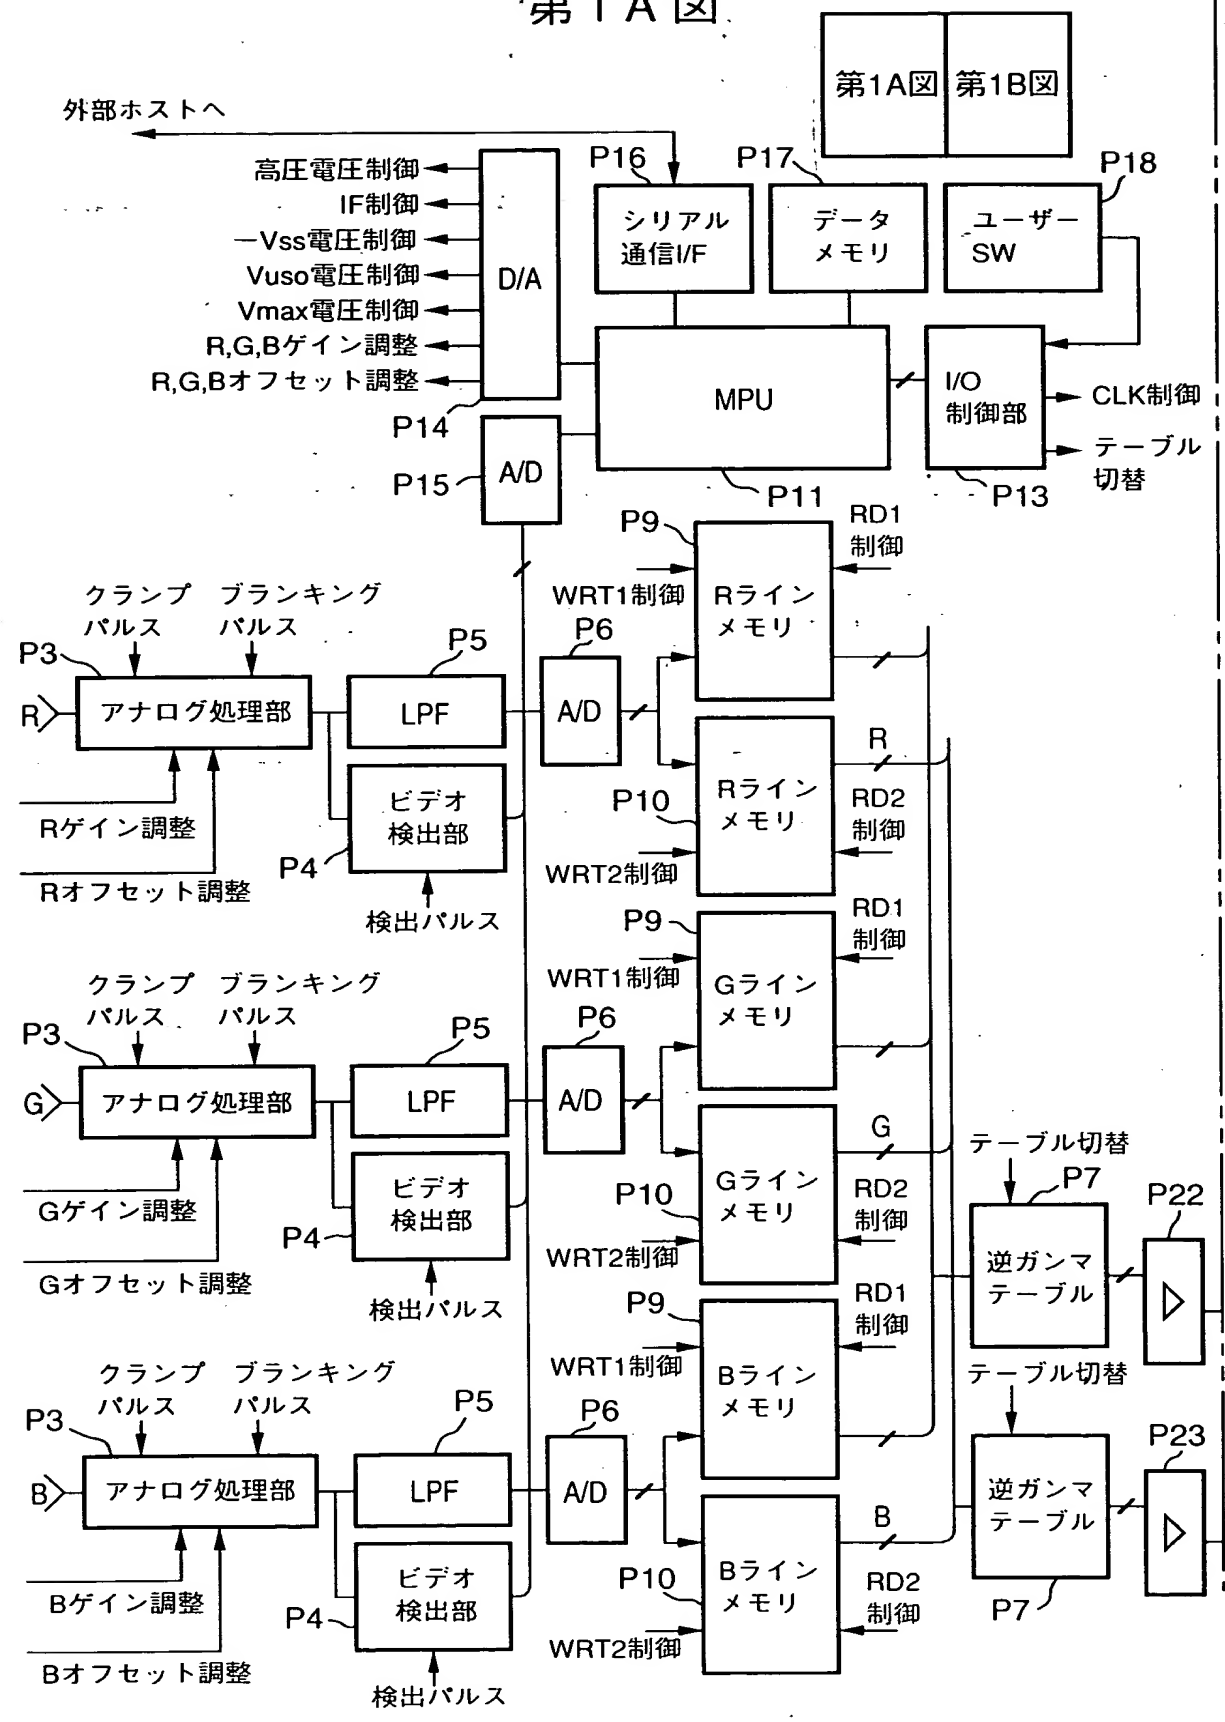 第1A図
第1A図
第1B図
外部ホストへ
高圧電圧制御
IF制御
−Vss電圧制御
Vuso電圧制御
Vmax電圧制御
R,G,Bゲイン調整
R,G,Bオフセット調整
D/A
P14
A/D
P15
P16
シリアル
通信I/F
P17
データ
メモリ
P18
ユーザー
SW
MPU
P11
I/O
制御部
P13
CLK制御
テーブル
切替
クランプ
パルス
ブランキング
パルス
P3
R
アナログ処理部
P5
LPF
P6
A/D
P4
ビデオ
検出部
検出パルス
Rゲイン調整
Rオフセット調整
P9
WRT1制御
Rライン
メモリ
RD1
制御
P10
WRT2制御
Rライン
メモリ
R
RD2
制御
クランプ
パルス
ブランキング
パルス
P3
G
アナログ処理部
P5
LPF
P6
A/D
P4
ビデオ
検出部
検出パルス
Gゲイン調整
Gオフセット調整
P9
WRT1制御
Gライン
メモリ
RD1
制御
P10
WRT2制御
Gライン
メモリ
G
RD2
制御
テーブル切替
P7
逆ガンマ
テーブル
P22
クランプ
パルス
ブランキング
パルス
P3
B
アナログ処理部
P5
LPF
P6
A/D
P4
ビデオ
検出部
検出パルス
Bゲイン調整
Bオフセット調整
P9
WRT1制御
Bライン
メモリ
RD1
制御
P10
WRT2制御
Bライン
メモリ
B
RD2
制御
テーブル切替
逆ガンマ
テーブル
P7
P23